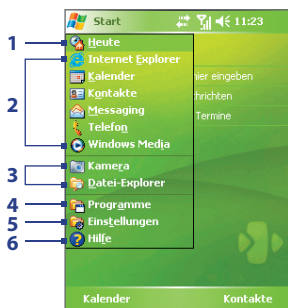 Start 11:23
1 Heute
Internet Explorer
Kalender
hier eingeben
Kontakte
2
hrichten
Messaging
Termine
Telefon
Windows Media
3 Kamera
Datei-Explorer
4 Programme
5 Einstellungen
6 Hilfe
Kalender Kontakte